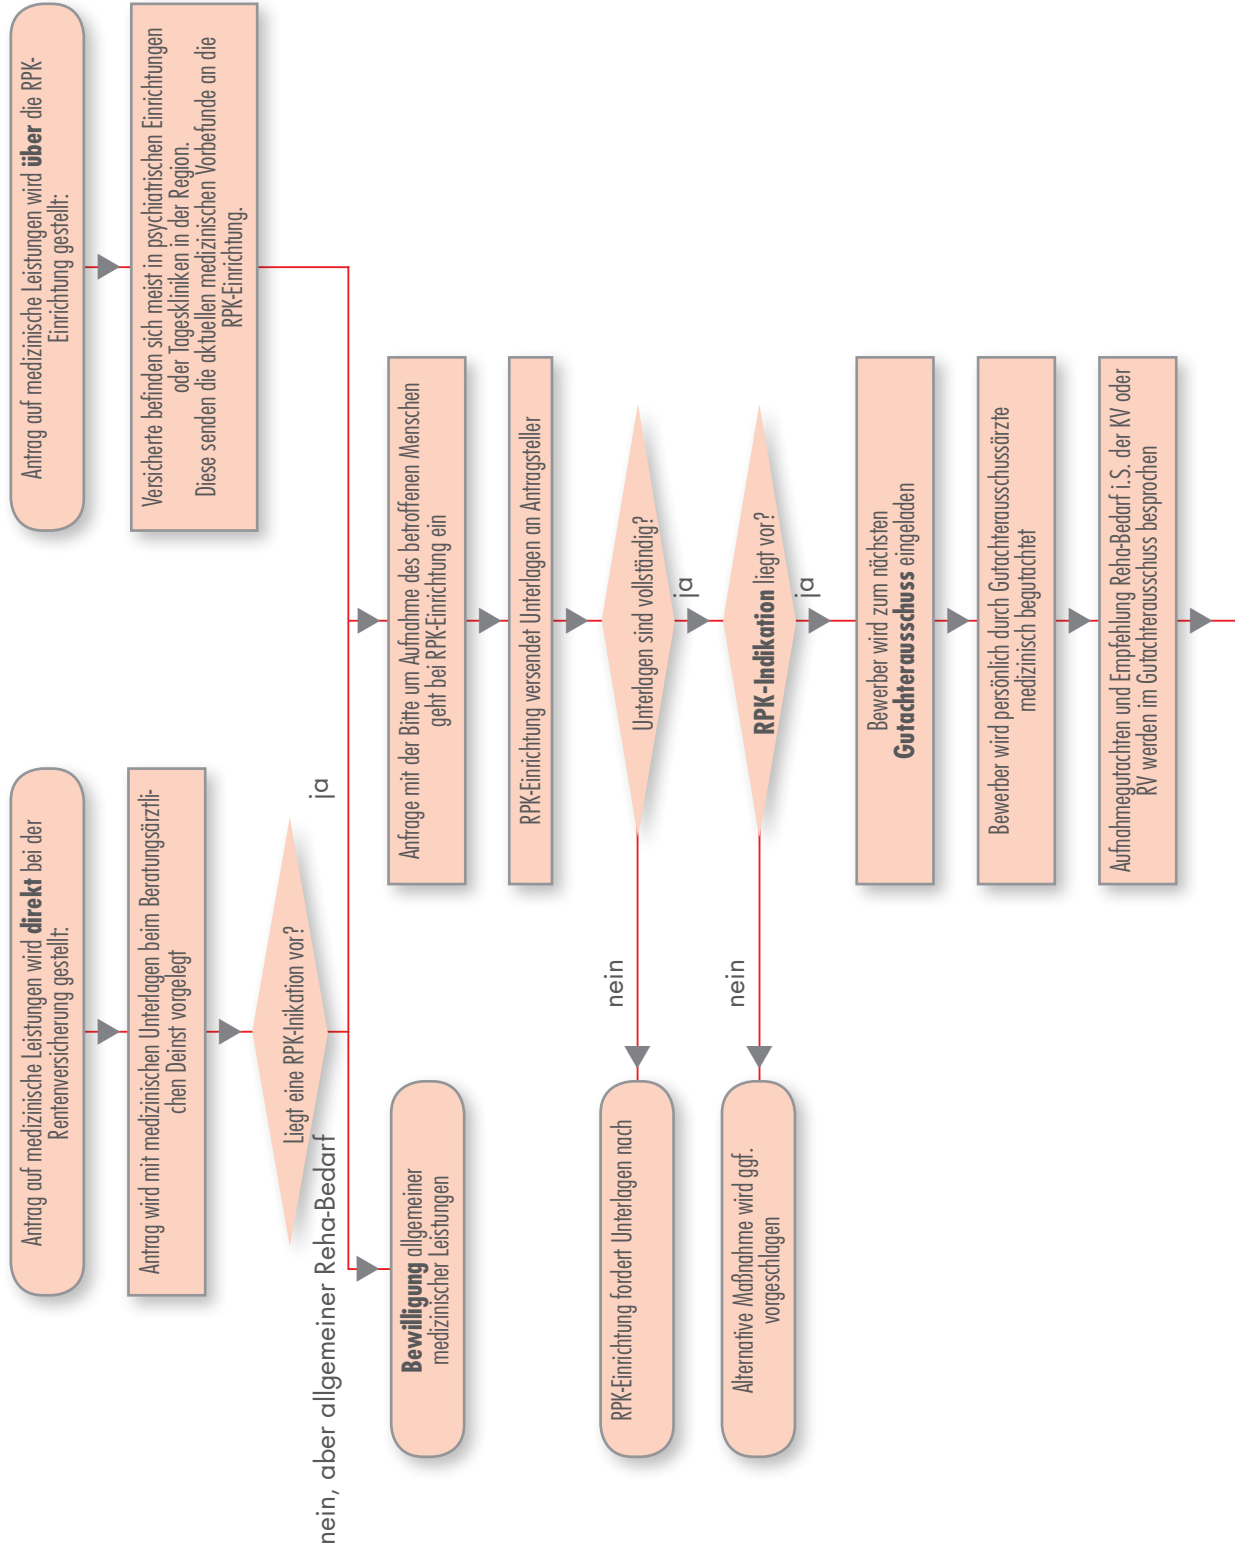 Antrag auf medizinische Leistungen wird direkt bei der
Rentenversicherung gestellt:
Antrag auf medizinische Leistungen wird über die RPK-
Einrichtung gestellt:
Antrag wird mit medizinischen Unterlagen beim Beratungsärztli-
chen Deinst vorgelegt
Versicherte befinden sich meist in psychiatrischen Einrichtungen
oder Tageskliniken in der Region.
Diese senden die aktuellen medizinischen Vorbefunde an die
RPK-Einrichtung.
Liegt eine RPK-Inikation vor?
nein, aber allgemeiner Reha-Bedarf
ja
Bewilligung allgemeiner
medizinischer Leistungen
Anfrage mit der Bitte um Aufnahme des betroffenen Menschen
geht bei RPK-Einrichtung ein
RPK-Einrichtung versendet Unterlagen an Antragsteller
nein
Unterlagen sind vollständig?
RPK-Einrichtung fordert Unterlagen nach
ja
nein
RPK-Indikation liegt vor?
Alternative Maßnahme wird ggf.
vorgeschlagen
ja
Bewerber wird zum nächsten
Gutachterausschuss eingeladen
Bewerber wird persönlich durch Gutachterausschussärzte
medizinisch begutachtet
Aufnahmegutachten und Empfehlung Reha-Bedarf i.S. der KV oder
RV werden im Gutachterausschuss besprochen